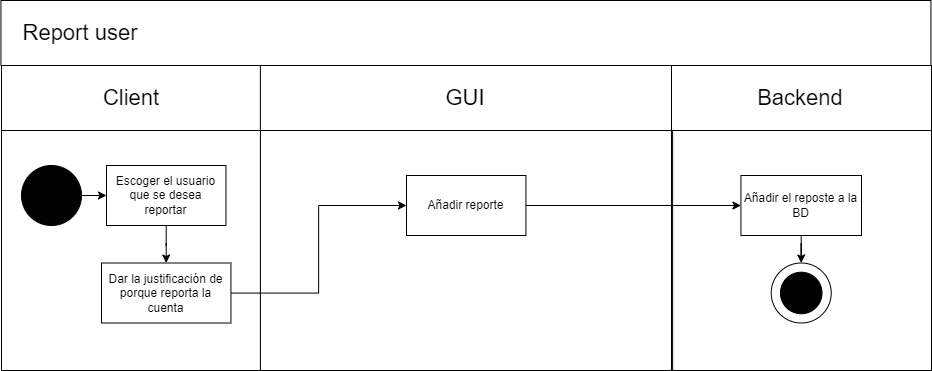 Report user
Client
GUI
Backend
Escoger el usuario
que se desea
reportar
Añadir reporte
Añadir el reposte a la
BD
Dar la justificación de
porque reporta la
cuenta